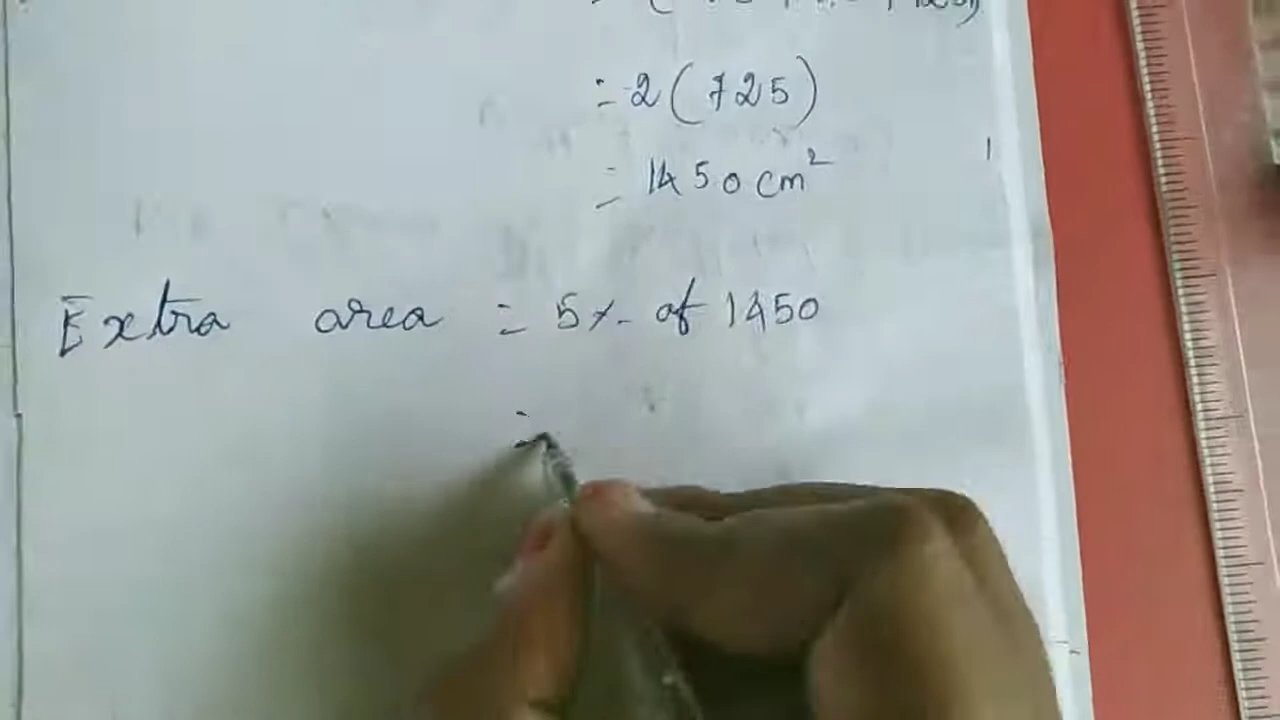 = 2 ( 725 )
= 1450 cm²
Extra area = 5% of 1450
=